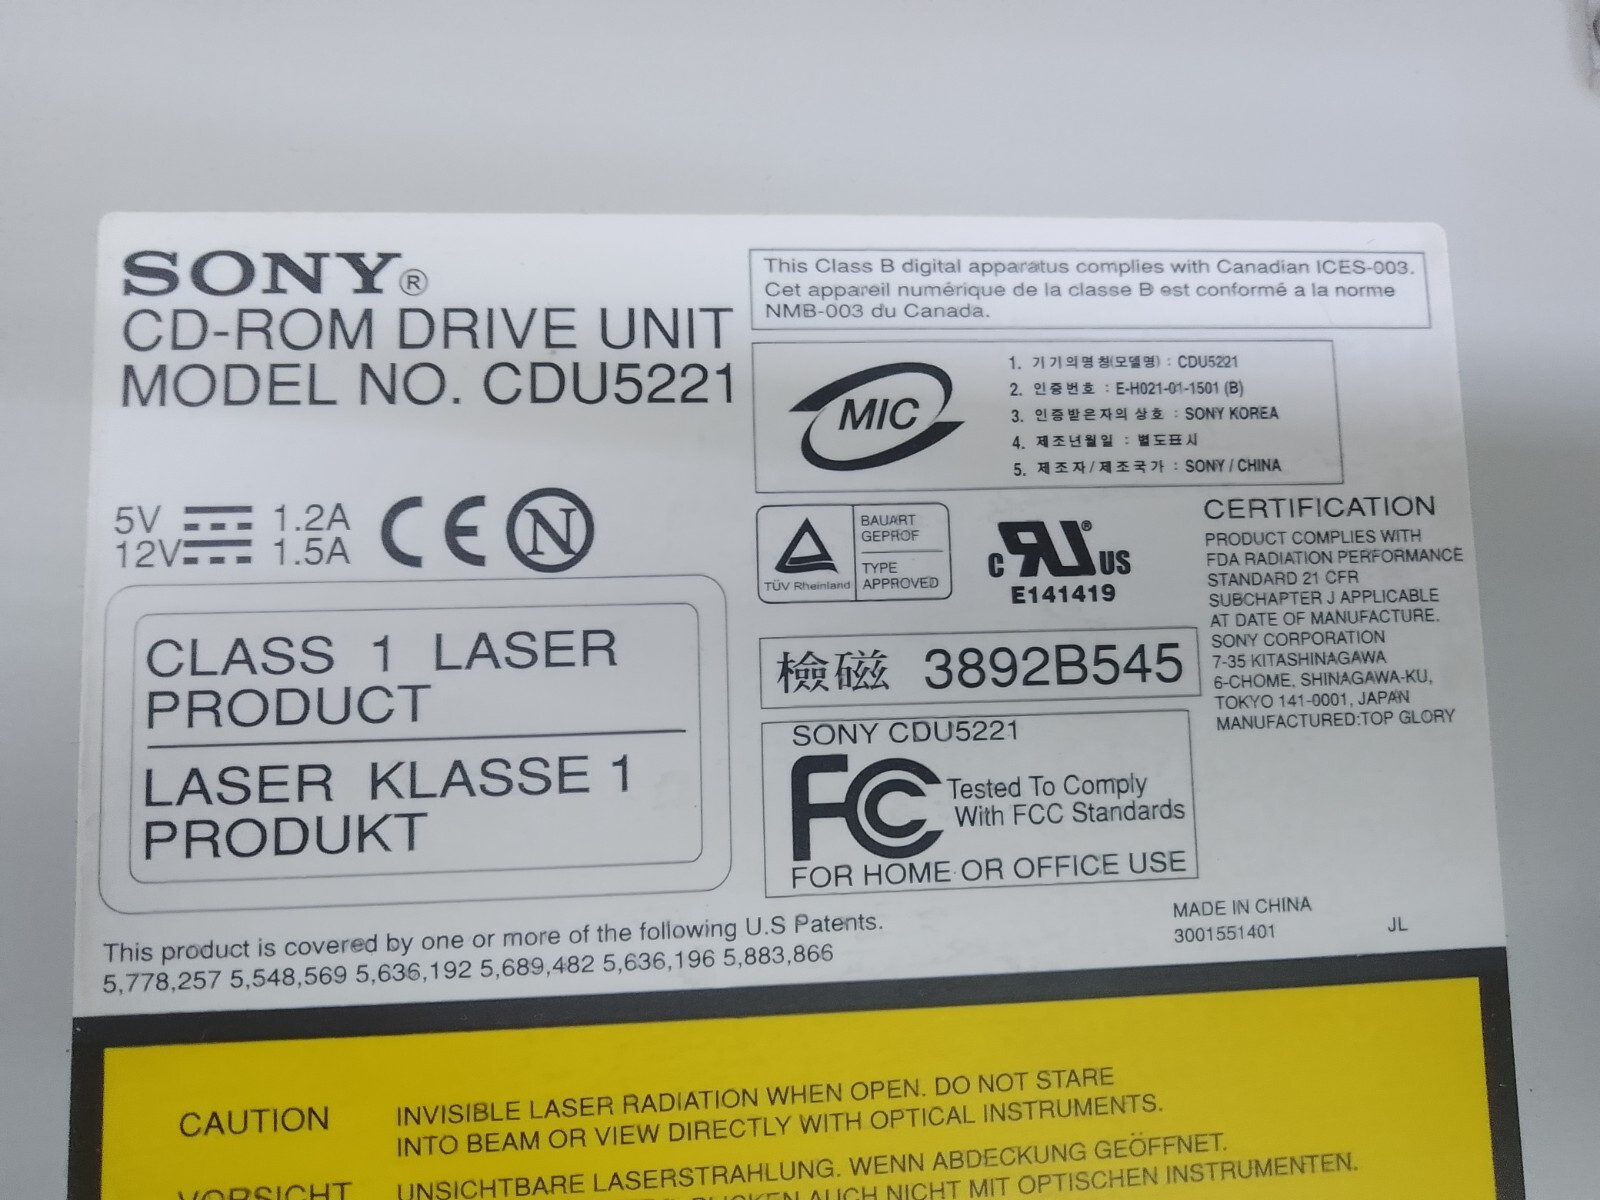 SONY®
CD-ROM DRIVE UNIT
MODEL NO. CDU5221
5V 1.2A
12V 1.5A
CE N
CLASS 1 LASER
PRODUCT
LASER KLASSE 1
PRODUKT
This Class B digital apparatus complies with Canadian ICES-003.
Cet appareil numérique de la classe B est conformé a la norme
NMB-003 du Canada.
MIC
1. 기기의명칭(모델명) : CDU5221
2. 인증번호 : E-H021-01-1501 (B)
3. 인증받은자의 상호 : SONY KOREA
4. 제조년월일 : 별도표시
5. 제조자/제조국가 : SONY/CHINA
TÜV Rheinland
BAUART
GEPROF
TYPE
APPROVED
c RU® US
E141419
檢磁 3892B545
SONY CDU5221
FC Tested To Comply
With FCC Standards
FOR HOME OR OFFICE USE
CERTIFICATION
PRODUCT COMPLIES WITH
FDA RADIATION PERFORMANCE
STANDARD 21 CFR
SUBCHAPTER J APPLICABLE
AT DATE OF MANUFACTURE.
SONY CORPORATION
7-35 KITASHINAGAWA
6-CHOME, SHINAGAWA-KU,
TOKYO 141-0001, JAPAN
MANUFACTURED:TOP GLORY
MADE IN CHINA
3001551401 JL
This product is covered by one or more of the following U.S Patents.
5,778,257 5,548,569 5,636,192 5,689,482 5,636,196 5,883,866
CAUTION INVISIBLE LASER RADIATION WHEN OPEN. DO NOT STARE
INTO BEAM OR VIEW DIRECTLY WITH OPTICAL INSTRUMENTS.
VORSICHT UNSICHTBARE LASERSTRAHLUNG. WENN ABDECKUNG GEÖFFNET.
BLICKEN AUCH NICHT MIT OPTISCHEN INSTRUMENTEN.